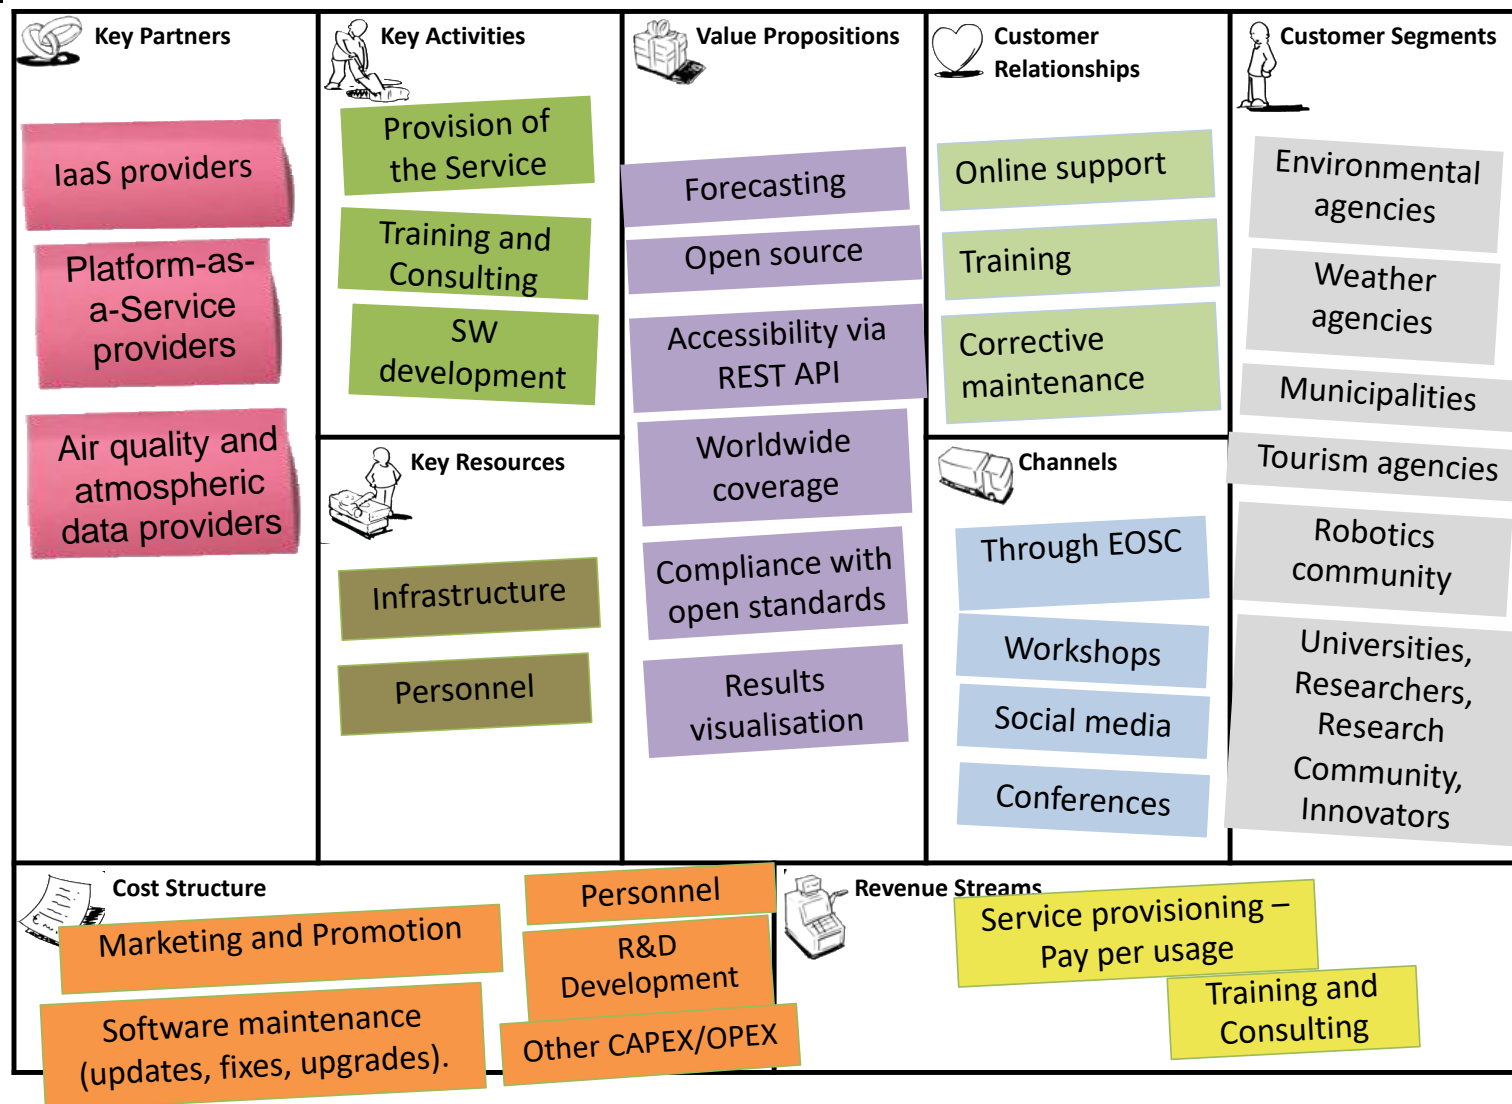 Key Partners
IaaS providers
Platform-as-
a-Service
providers
Air quality and
atmospheric
data providers
Key Activities
Provision of
the Service
Training and
Consulting
SW
development
Key Resources
Infrastructure
Personnel
Value Propositions
Forecasting
Open source
Accessibility via
REST API
Worldwide
coverage
Compliance with
open standards
Results
visualisation
Customer
Relationships
Online support
Training
Corrective
maintenance
Channels
Through EOSC
Workshops
Social media
Conferences
Customer Segments
Environmental
agencies
Weather
agencies
Municipalities
Tourism agencies
Robotics
community
Universities,
Researchers,
Research
Community,
Innovators
Cost Structure
Marketing and Promotion
Software maintenance
(updates, fixes, upgrades).
Personnel
R&D
Development
Other CAPEX/OPEX
Revenue Streams
Service provisioning –
Pay per usage
Training and
Consulting